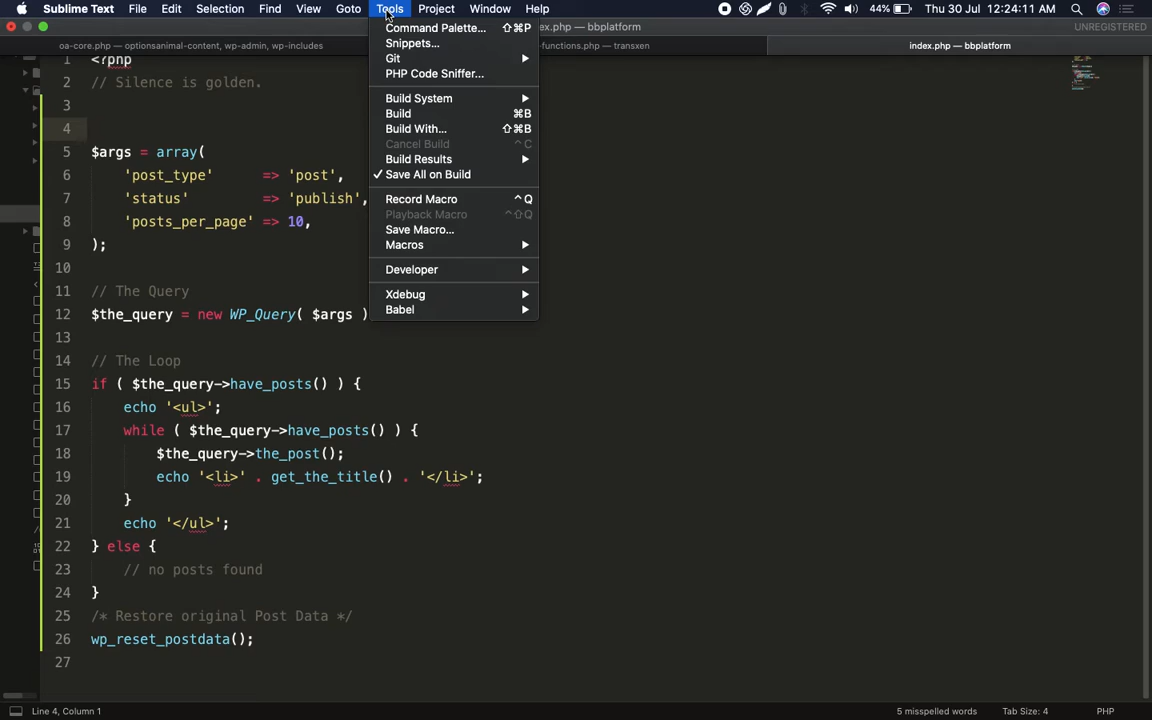 Sublime Text File Edit Selection Find View Goto Tools Project Window Help 44% Thu 30 Jul 12:24:11 AM
ex.php — bbplatform UNREGISTERED
oa-core.php — optionsanimal-content, wp-admin, wp-includes -functions.php — transxen index.php — bbplatform
Command Palette... ⇧⌘P
Snippets...
Git
PHP Code Sniffer...
Build System
Build ⌘B
Build With... ⇧⌘B
Cancel Build ^C
Build Results
✓ Save All on Build
Record Macro ^Q
Playback Macro ^⇧Q
Save Macro...
Macros
Developer
Xdebug
Babel
1 <?php
2 // Silence is golden.
3
4
5 $args = array(
6 'post_type' => 'post',
7 'status' => 'publish',
8 'posts_per_page' => 10,
9 );
10
11 // The Query
12 $the_query = new WP_Query( $args )
13
14 // The Loop
15 if ( $the_query->have_posts() ) {
16 echo '<ul>';
17 while ( $the_query->have_posts() ) {
18 $the_query->the_post();
19 echo '<li>' . get_the_title() . '</li>';
20 }
21 echo '</ul>';
22 } else {
23 // no posts found
24 }
25 /* Restore original Post Data */
26 wp_reset_postdata();
27
Line 4, Column 1 5 misspelled words Tab Size: 4 PHP